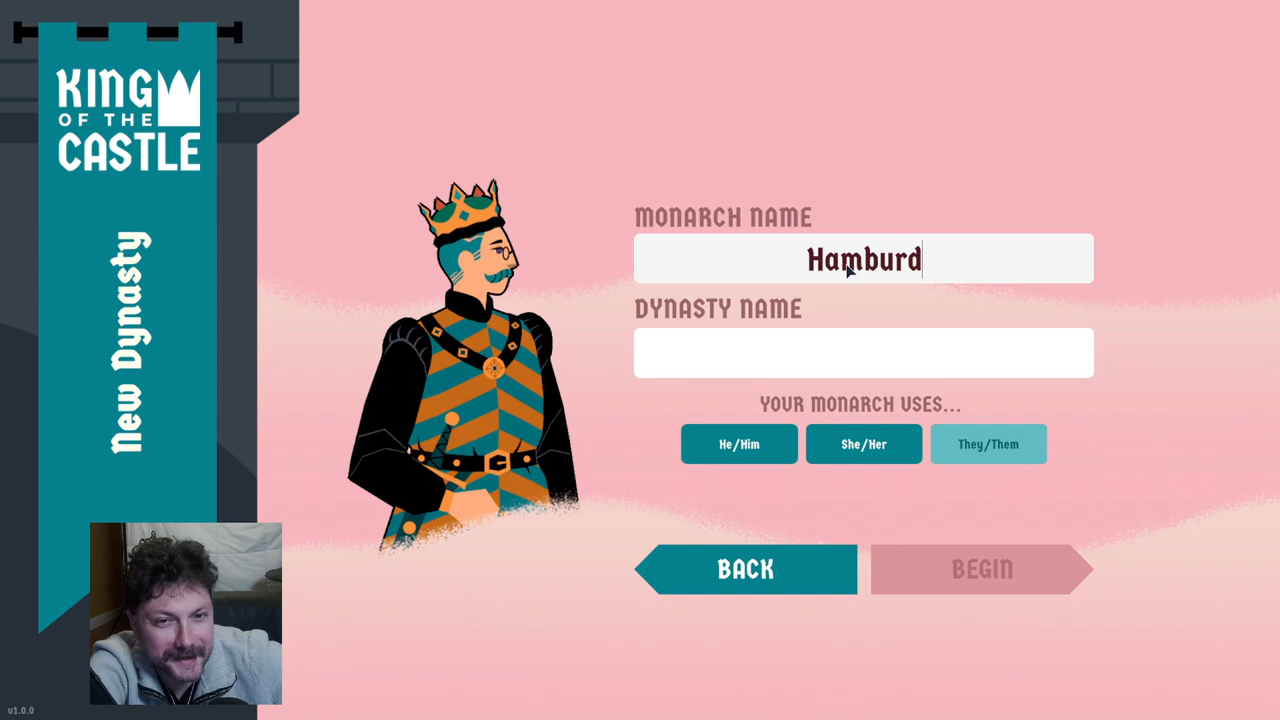 KING
OF THE
CASTLE
New Dynasty
MONARCH NAME
Hamburd
DYNASTY NAME
YOUR MONARCH USES...
He/Him
She/Her
They/Them
BACK
BEGIN
v1.0.0